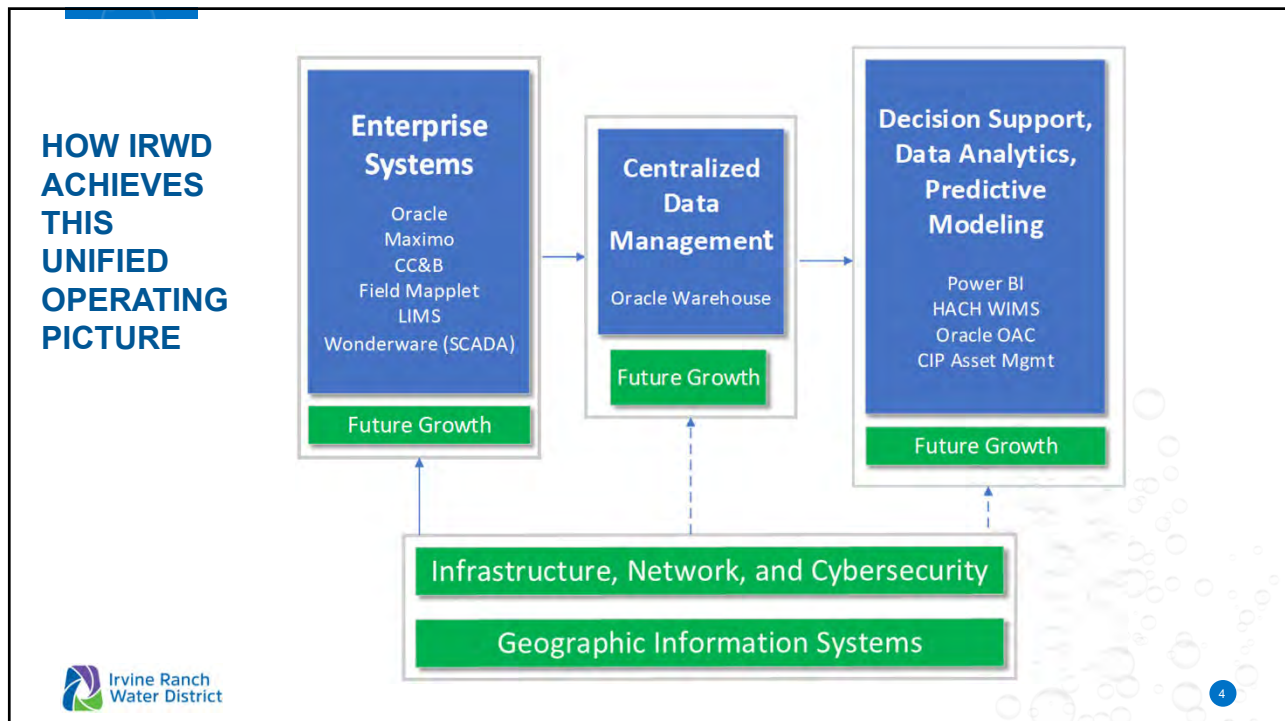 HOW IRWD
ACHIEVES
THIS
UNIFIED
OPERATING
PICTURE
Enterprise
Systems
Oracle
Maximo
CC&B
Field Mapplet
LIMS
Wonderware (SCADA)
Future Growth
Centralized
Data
Management
Oracle Warehouse
Future Growth
Decision Support,
Data Analytics,
Predictive
Modeling
Power BI
HACH WIMS
Oracle OAC
CIP Asset Mgmt
Future Growth
Infrastructure, Network, and Cybersecurity
Geographic Information Systems
Irvine Ranch
Water District
4